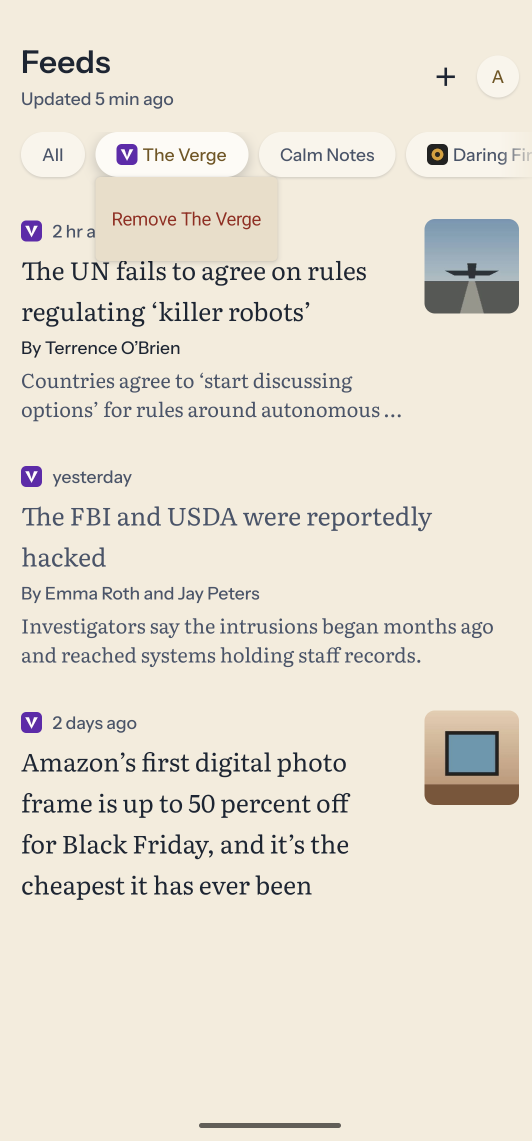 Feeds
Updated 5 min ago
A
All
The Verge
Calm Notes
Daring Fir
Remove The Verge
2 hr a
The UN fails to agree on rules
regulating ‘killer robots’
By Terrence O’Brien
Countries agree to ‘start discussing
options’ for rules around autonomous ...
yesterday
The FBI and USDA were reportedly
hacked
By Emma Roth and Jay Peters
Investigators say the intrusions began months ago
and reached systems holding staff records.
2 days ago
Amazon’s first digital photo
frame is up to 50 percent off
for Black Friday, and it’s the
cheapest it has ever been